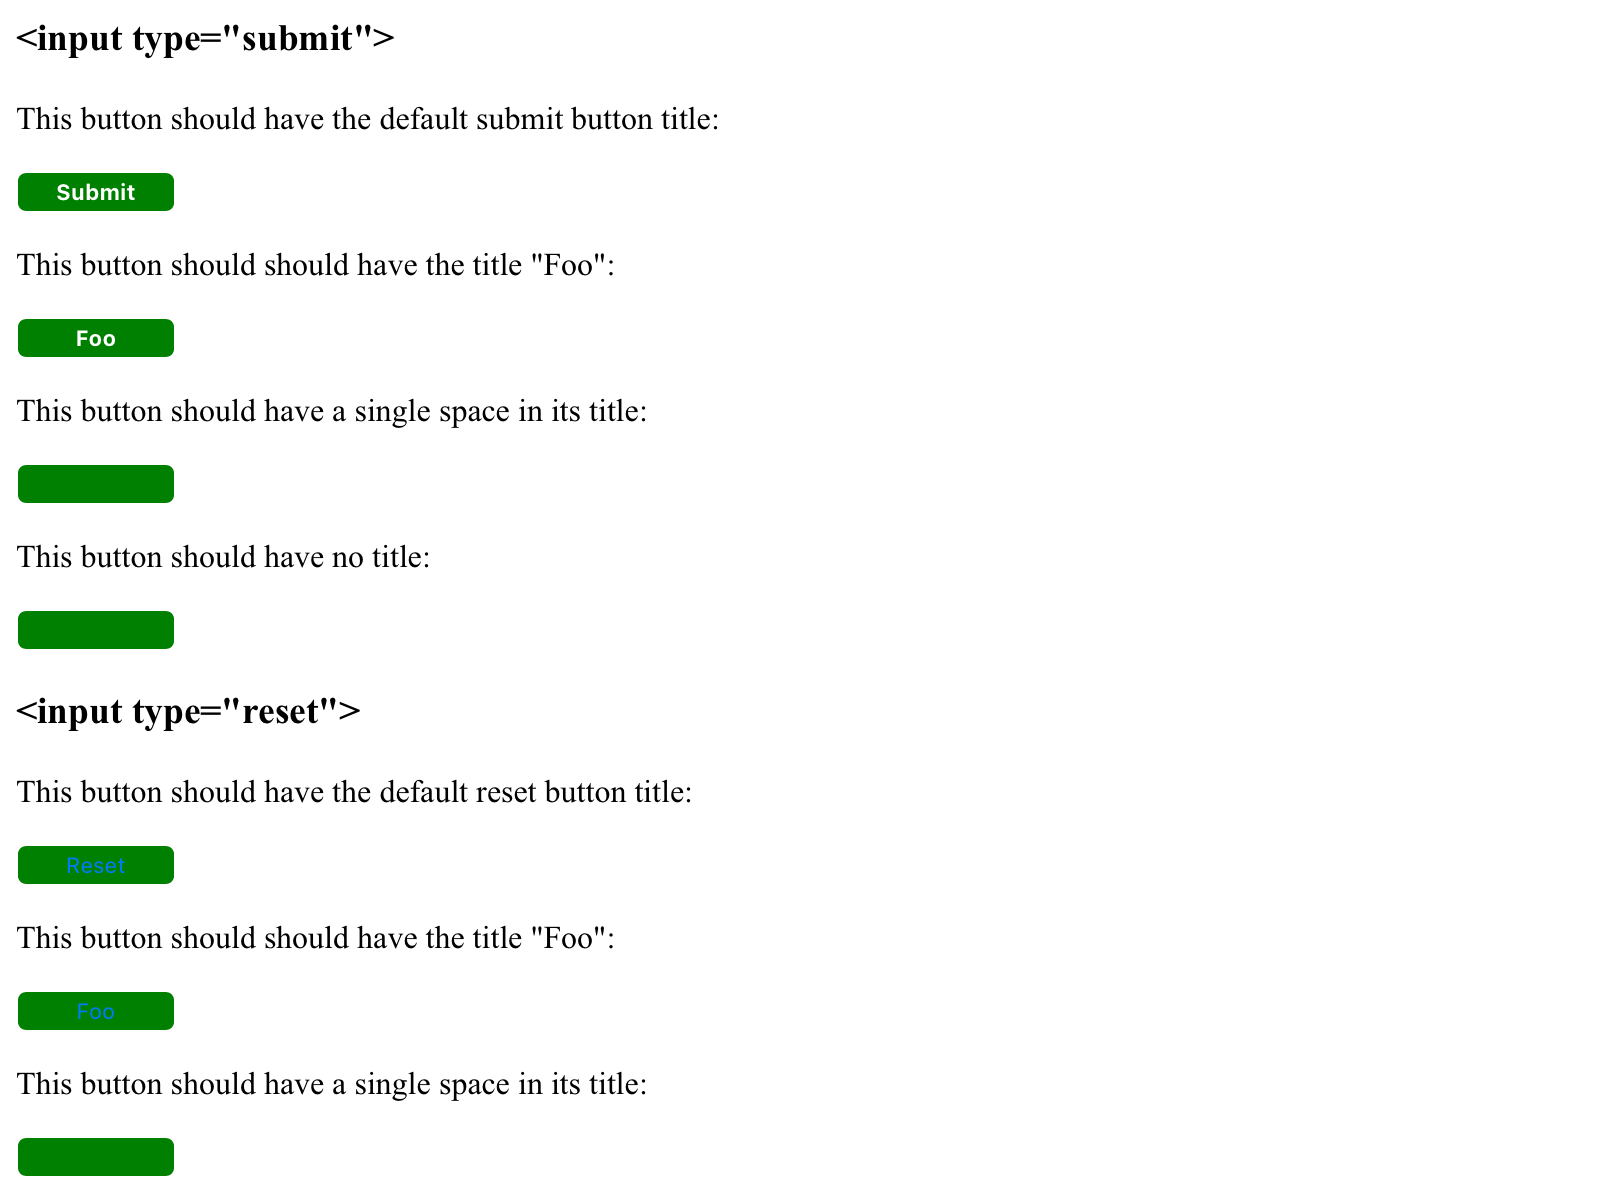 <input type="submit">
This button should have the default submit button title:
Submit
This button should should have the title "Foo":
Foo
This button should have a single space in its title:
This button should have no title:
<input type="reset">
This button should have the default reset button title:
Reset
This button should should have the title "Foo":
Foo
This button should have a single space in its title: